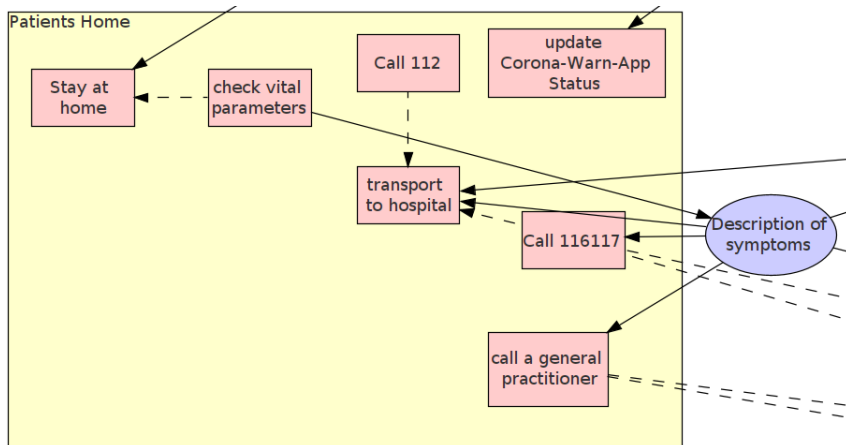 Patients Home
Stay at
home
check vital
parameters
Call 112
update
Corona-Warn-App
Status
transport
to hospital
Call 116117
Description of
symptoms
call a general
practitioner